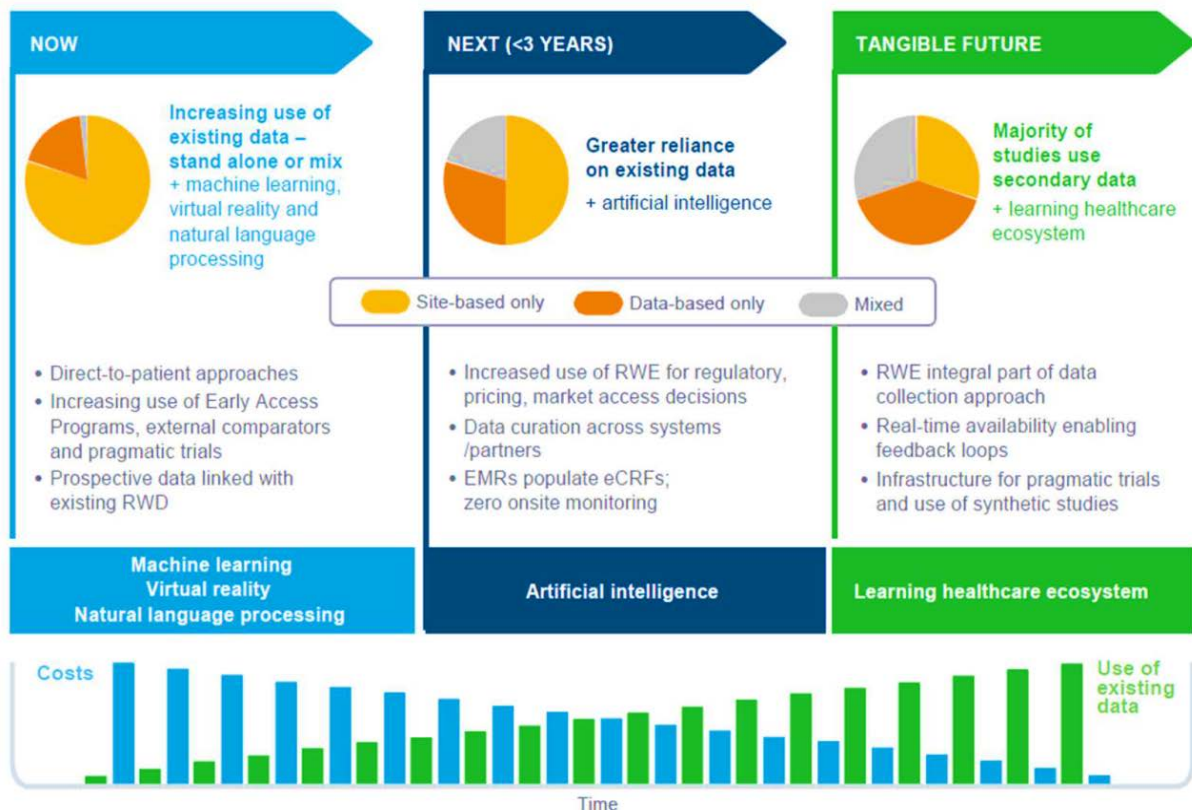 NOW
Increasing use of
existing data –
stand alone or mix
+ machine learning,
virtual reality and
natural language
processing
NEXT (<3 YEARS)
Greater reliance
on existing data
+ artificial intelligence
TANGIBLE FUTURE
Majority of
studies use
secondary data
+ learning healthcare
ecosystem
Site-based only
Data-based only
Mixed
• Direct-to-patient approaches
• Increasing use of Early Access
Programs, external comparators
and pragmatic trials
• Prospective data linked with
existing RWD
• Increased use of RWE for regulatory,
pricing, market access decisions
• Data curation across systems
/partners
• EMRs populate eCRFs;
zero onsite monitoring
• RWE integral part of data
collection approach
• Real-time availability enabling
feedback loops
• Infrastructure for pragmatic trials
and use of synthetic studies
Machine learning
Virtual reality
Natural language processing
Artificial intelligence
Learning healthcare ecosystem
Costs
Use of
existing
data
Time